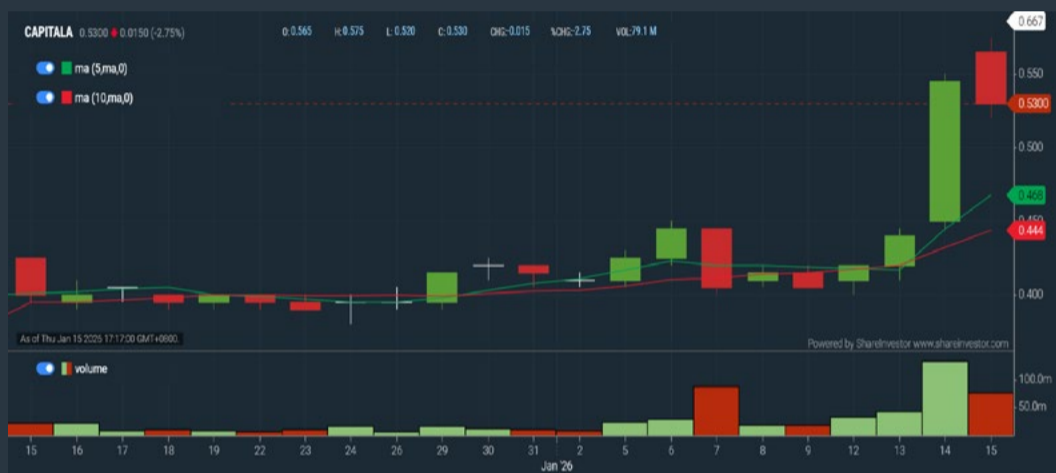 0.667
CAPITALA 0.5300 0.0150 (-2.75%) O: 0.565 H: 0.575 L: 0.520 C: 0.530 CHG:-0.015 %CHG:-2.75 VOL:79.1 M
ma (5,ma,0)
0.550
ma (10,ma,0)
0.5300
0.500
0.468
0.450
0.444
0.400
As of Thu Jan 15 2026 17:17:00 GMT+0800.
Powered by ShareInvestor www.shareinvestor.com
volume
100.0m
50.0m
15 16 17 18 19 22 23 24 26 29 30 31 2 5 6 7 8 9 12 13 14 15
Jan '26